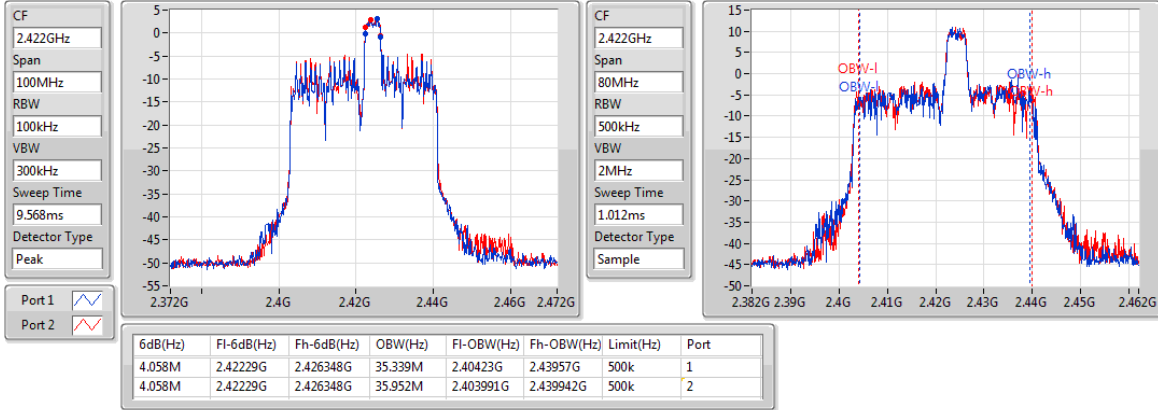 CF
2.422GHz
Span
100MHz
RBW
100kHz
VBW
300kHz
Sweep Time
9.568ms
Detector Type
Peak
Port 1
Port 2
5
0
-5
-10
-15
-20
-25
-30
-35
-40
-45
-50
-55
2.372G 2.4G 2.42G 2.44G 2.46G 2.472G
CF
2.422GHz
Span
80MHz
RBW
500kHz
VBW
2MHz
Sweep Time
1.012ms
Detector Type
Sample
15
10
5
0
-5
-10
-15
-20
-25
-30
-35
-40
-45
-50
OBW-l OBW-h
OBW-l OBW-h
2.382G 2.39G 2.4G 2.41G 2.42G 2.43G 2.44G 2.45G 2.462G
6dB(Hz) Fl-6dB(Hz) Fh-6dB(Hz) OBW(Hz) Fl-OBW(Hz) Fh-OBW(Hz) Limit(Hz) Port
4.058M 2.42229G 2.426348G 35.339M 2.40423G 2.43957G 500k 1
4.058M 2.42229G 2.426348G 35.952M 2.403991G 2.439942G 500k 2